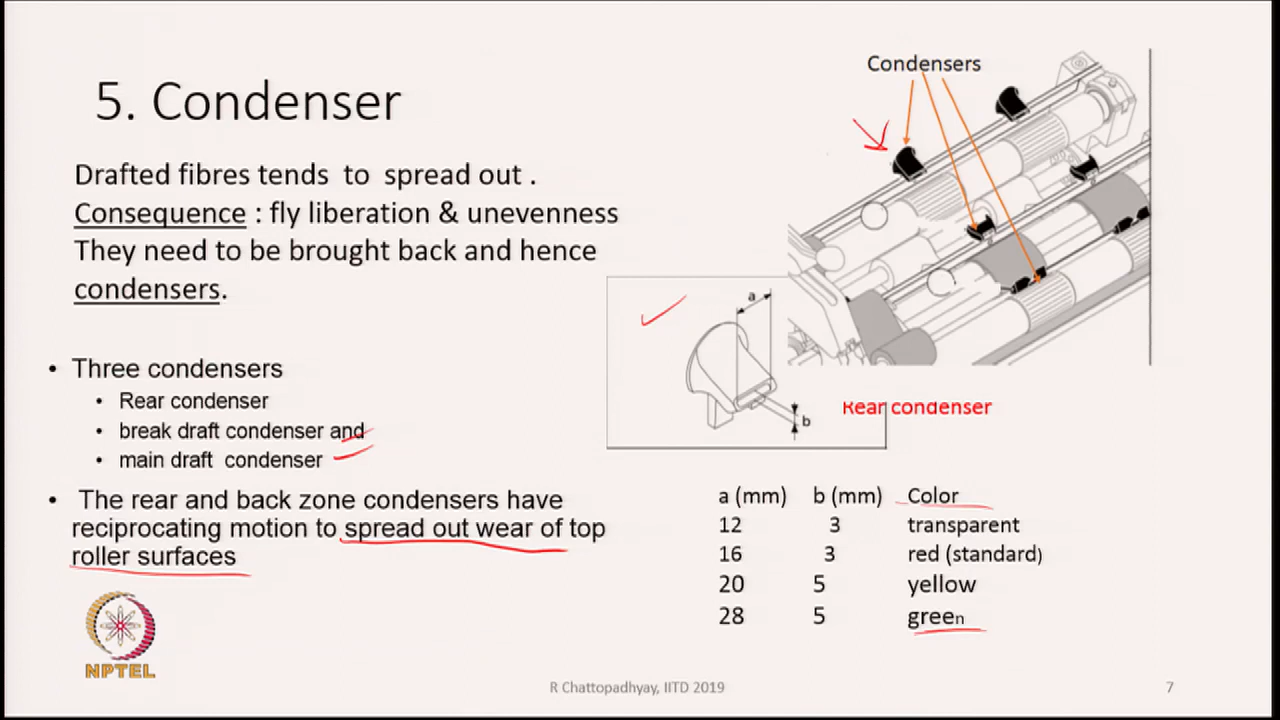 5. Condenser
Drafted fibres tends to spread out .
Consequence : fly liberation & unevenness
They need to be brought back and hence
condensers.
• Three condensers
• Rear condenser
• break draft condenser and
• main draft condenser
• The rear and back zone condensers have
reciprocating motion to spread out wear of top
roller surfaces
Condensers
a
b
Rear condenser
a (mm) b (mm) Color
12 3 transparent
16 3 red (standard)
20 5 yellow
28 5 green
NPTEL
R Chattopadhyay, IITD 2019
7